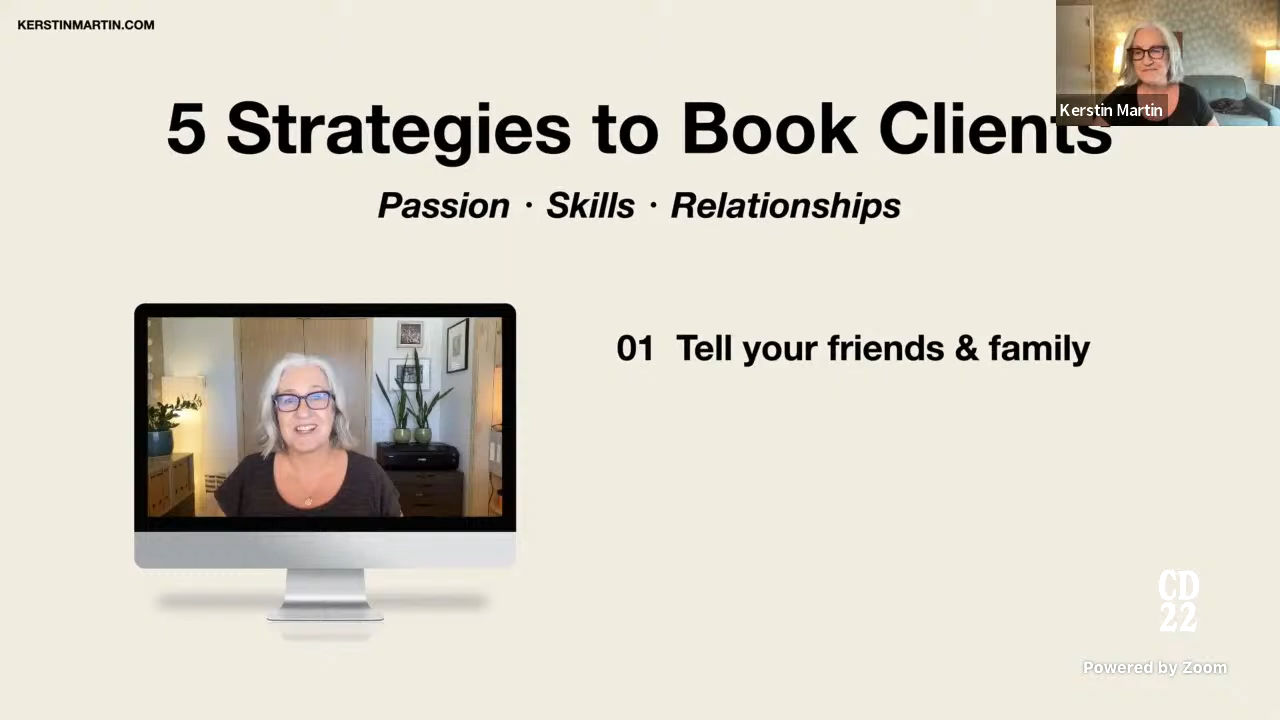 KERSTINMARTIN.COM
Kerstin Martin
5 Strategies to Book Clients
Passion · Skills · Relationships
01 Tell your friends & family
CD
22
Powered by Zoom